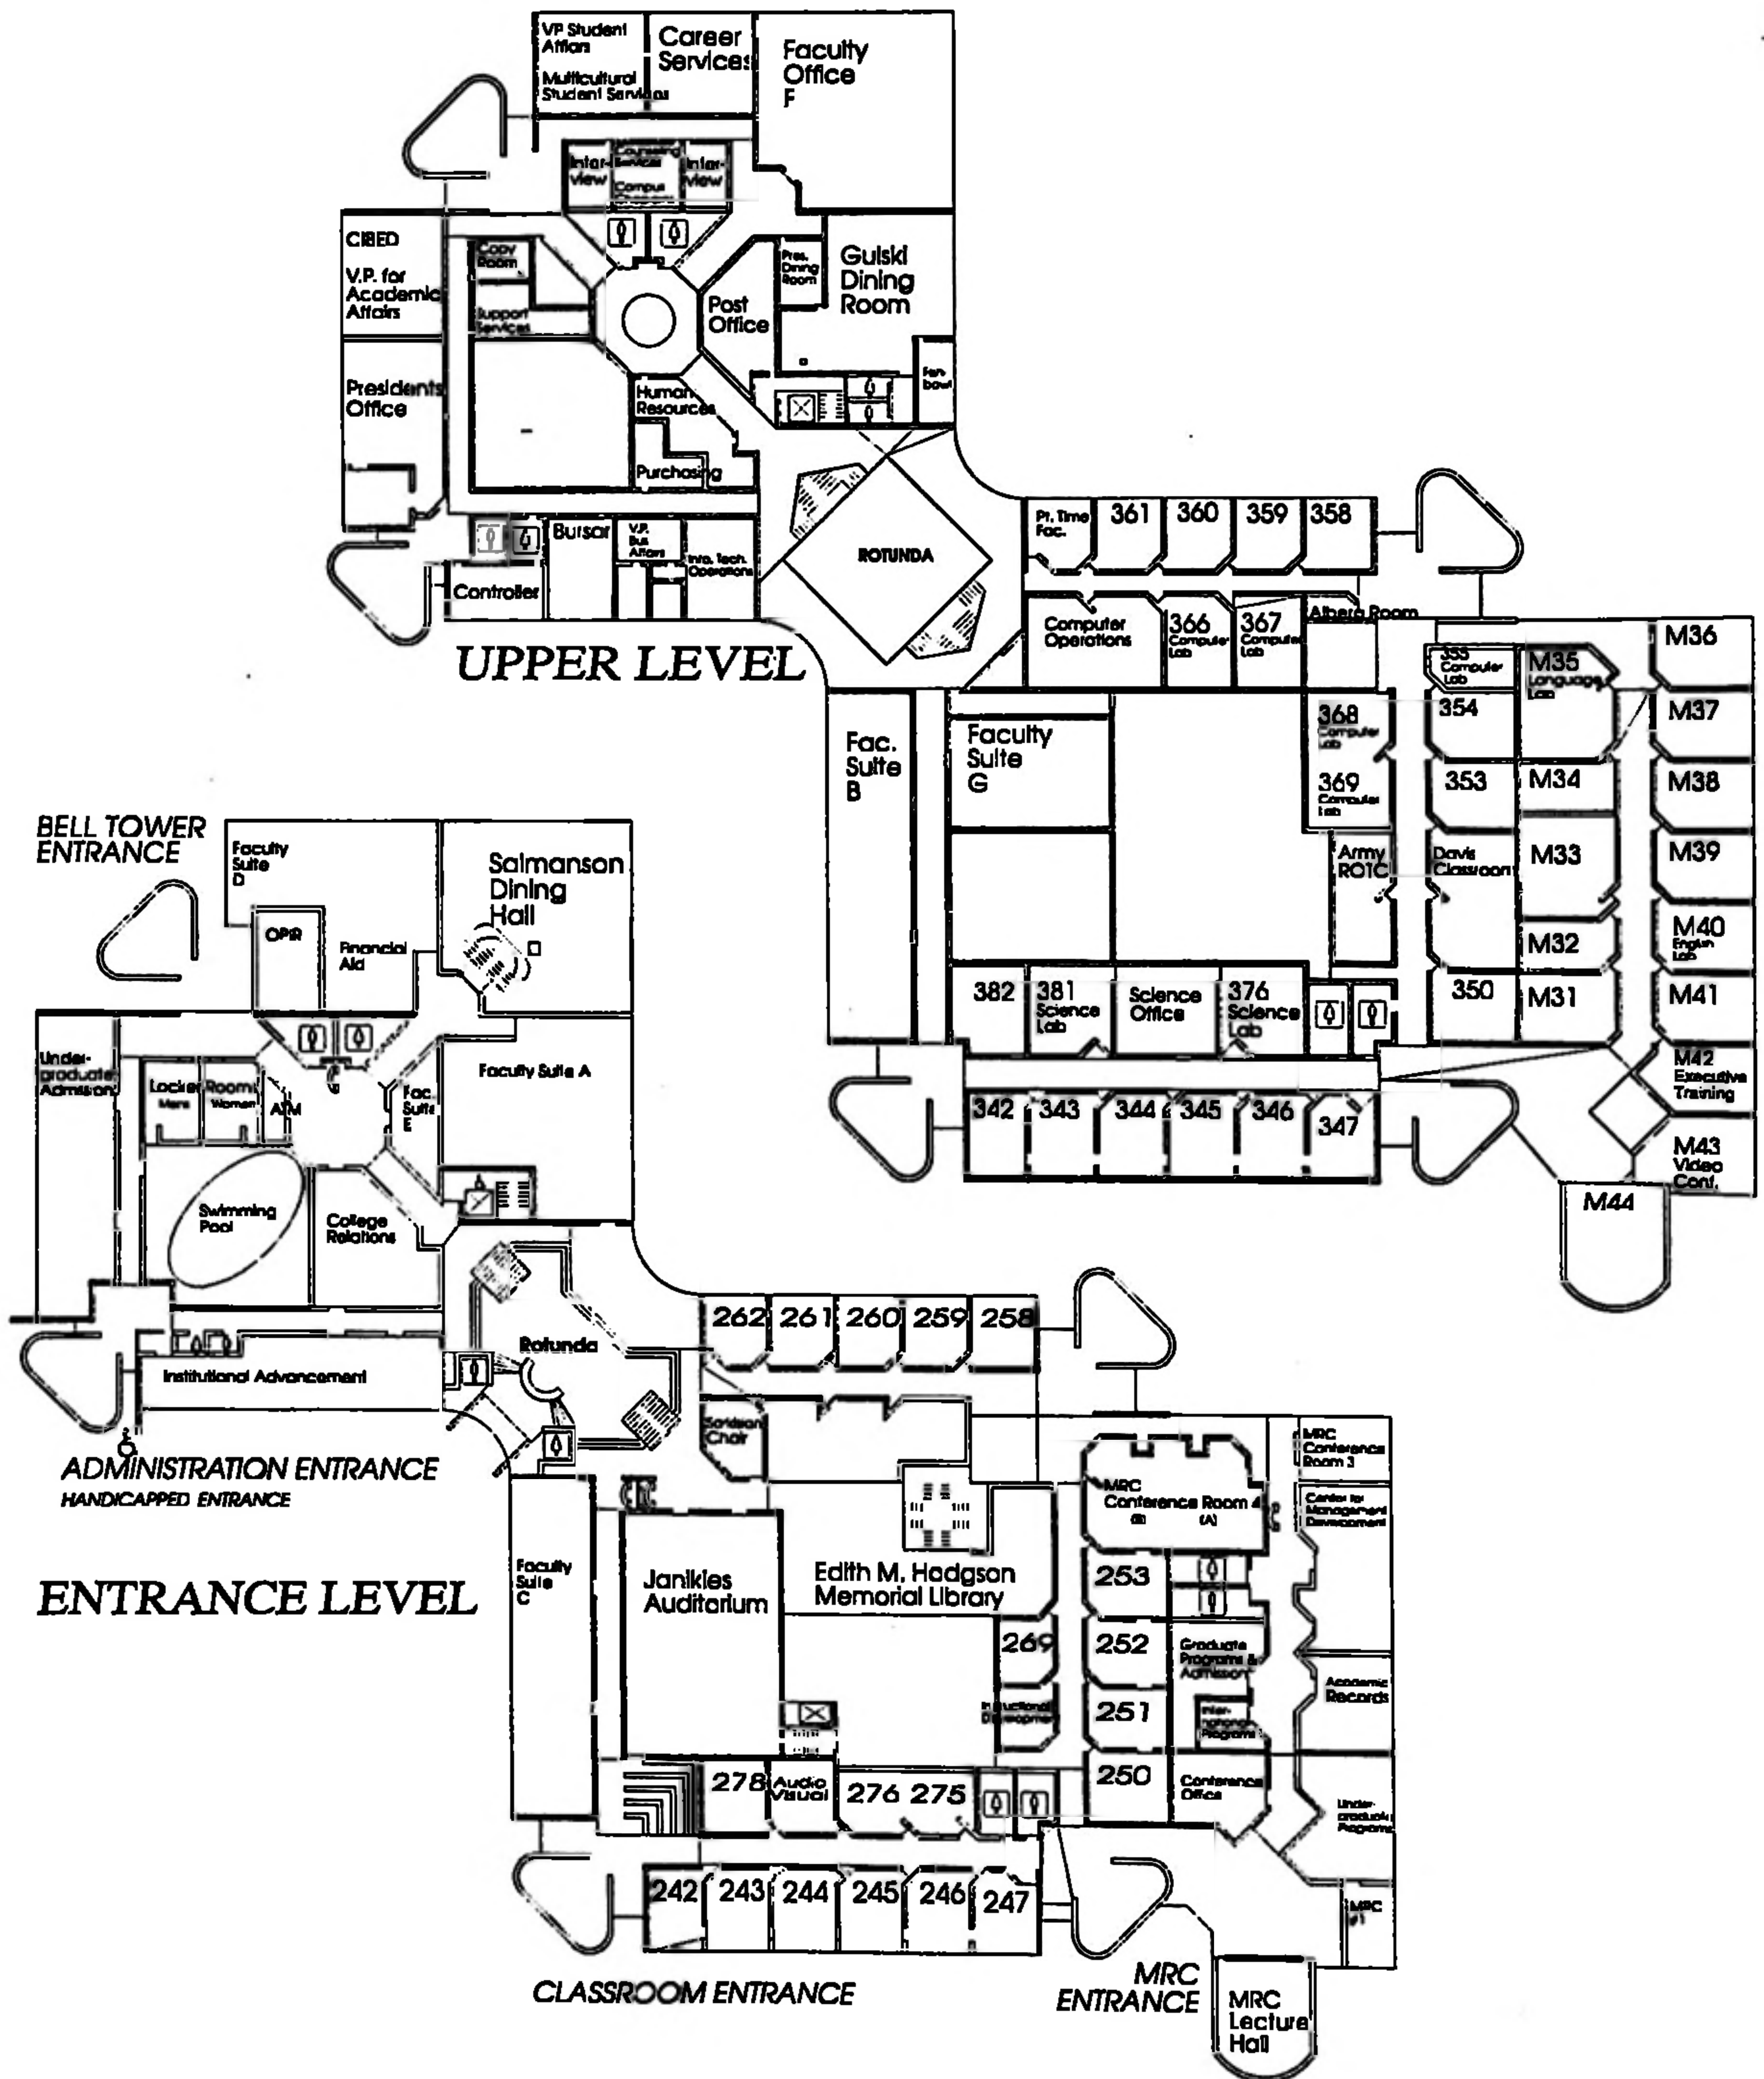 VP Student
Affiars
Multicultural
Student Services
Career
Services
Faculty
Office
F
Inter-
view
Counseling
Services
Campus
Inter-
view
CIBED
V.P. for
Academic
Affairs
Copy
Room
Support
Services
Post
Office
Pres.
Dining
Room
Gulski
Dining
Room
Presidents
Office
Human
Resources
Purchasing
Bursar
V.P.
Bus
Affairs
Info. Tech.
Operations
Controller
UPPER LEVEL
ROTUNDA
Pt. Time
Fac.
361
360
359
358
Computer
Operations
366
Computer
Lab
367
Computer
Lab
Alberg Room
Fac.
Suite
B
Faculty
Suite
G
368
Computer
Lab
369
Computer
Lab
Army
ROTC
355
Computer
Lab
354
353
Davis
Classroom
350
M35
Language
Lab
M34
M33
M32
M31
M36
M37
M38
M39
M40
English
Lab
M41
M42
Executive
Training
M43
Video
Conf.
M44
382
381
Science
Lab
Science
Office
376
Science
Lab
342
343
344
345
346
347
BELL TOWER
ENTRANCE
Faculty
Suite
D
OPIR
Financial
Aid
Salmanson
Dining
Hall
Under-
graduate
Admission
Locker Rooms
Mens
Women
ATM
Fac.
Suite
E
Faculty Suite A
Swimming
Pool
College
Relations
Institutional Advancement
Rotunda
ADMINISTRATION ENTRANCE
HANDICAPPED ENTRANCE
ENTRANCE LEVEL
262
261
260
259
258
Chair
Faculty
Suite
C
Janikies
Auditorium
Edith M. Hodgson
Memorial Library
269
Instructional
Development
MRC
Conference Room 4
(B)
(A)
253
252
251
250
MRC
Conference
Room 3
Center for
Management
Development
Graduate
Programs &
Admission
Inter-
national
Programs
Academic
Records
Conference
Office
Under-
graduate
Programs
MRC
#1
278
Audio
Visual
276
275
242
243
244
245
246
247
CLASSROOM ENTRANCE
MRC
ENTRANCE
MRC
Lecture
Hall